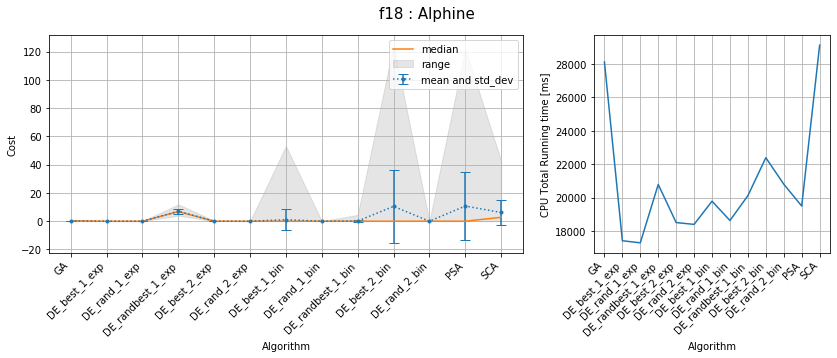 f18 : Alphine
median
range
mean and std_dev
120
100
80
60
40
20
0
−20
Cost
GA
DE_best_1_exp
DE_rand_1_exp
DE_randbest_1_exp
DE_best_2_exp
DE_rand_2_exp
DE_best_1_bin
DE_rand_1_bin
DE_randbest_1_bin
DE_best_2_bin
DE_rand_2_bin
PSA
SCA
Algorithm
28000
26000
24000
22000
20000
18000
CPU Total Running time [ms]
GA
DE_best_1_exp
DE_rand_1_exp
DE_randbest_1_exp
DE_best_2_exp
DE_rand_2_exp
DE_best_1_bin
DE_rand_1_bin
DE_randbest_1_bin
DE_best_2_bin
DE_rand_2_bin
PSA
SCA
Algorithm